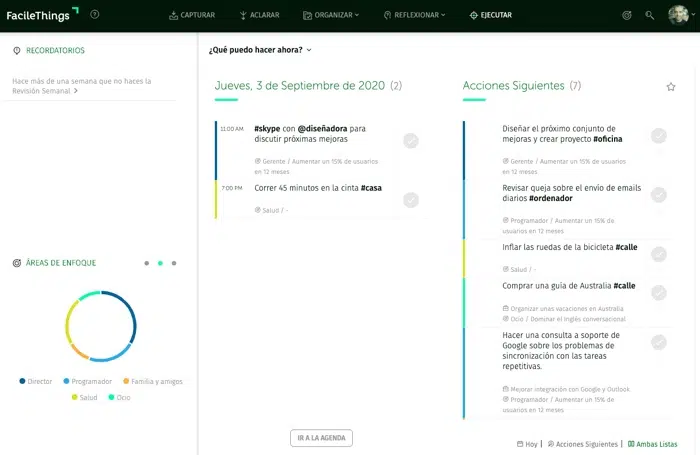 FacileThings
CAPTURAR
ACLARAR
ORGANIZAR
REFLEXIONAR
EJECUTAR
RECORDATORIOS
Hace más de una semana que no haces la
Revisión Semanal >
ÁREAS DE ENFOQUE
Director
Programador
Familia y amigos
Salud
Ocio
¿Qué puedo hacer ahora?
Jueves, 3 de Septiembre de 2020 (2)
11:00 AM
#skype con @diseñadora para
discutir próximas mejoras
Gerente / Aumentar un 15% de usuarios
en 12 meses
7:00 PM
Correr 45 minutos en la cinta #casa
Salud / -
IR A LA AGENDA
Acciones Siguientes (7)
Diseñar el próximo conjunto de
mejoras y crear proyecto #oficina
Gerente / Aumentar un 15% de usuarios
en 12 meses
Revisar queja sobre el envío de emails
diarios #ordenador
Programador / Aumentar un 15% de
usuarios en 12 meses
Inflar las ruedas de la bicicleta #calle
Salud / -
Comprar una guía de Australia #calle
Organizar unas vacaciones en Australia
Ocio / Dominar el inglés conversacional
Hacer una consulta a soporte de
Google sobre los problemas de
sincronización con las tareas
repetitivas.
Mejorar integración con Google y Outlook
Programador / Aumentar un 15% de
usuarios en 12 meses
Hoy | Acciones Siguientes | Ambas Listas